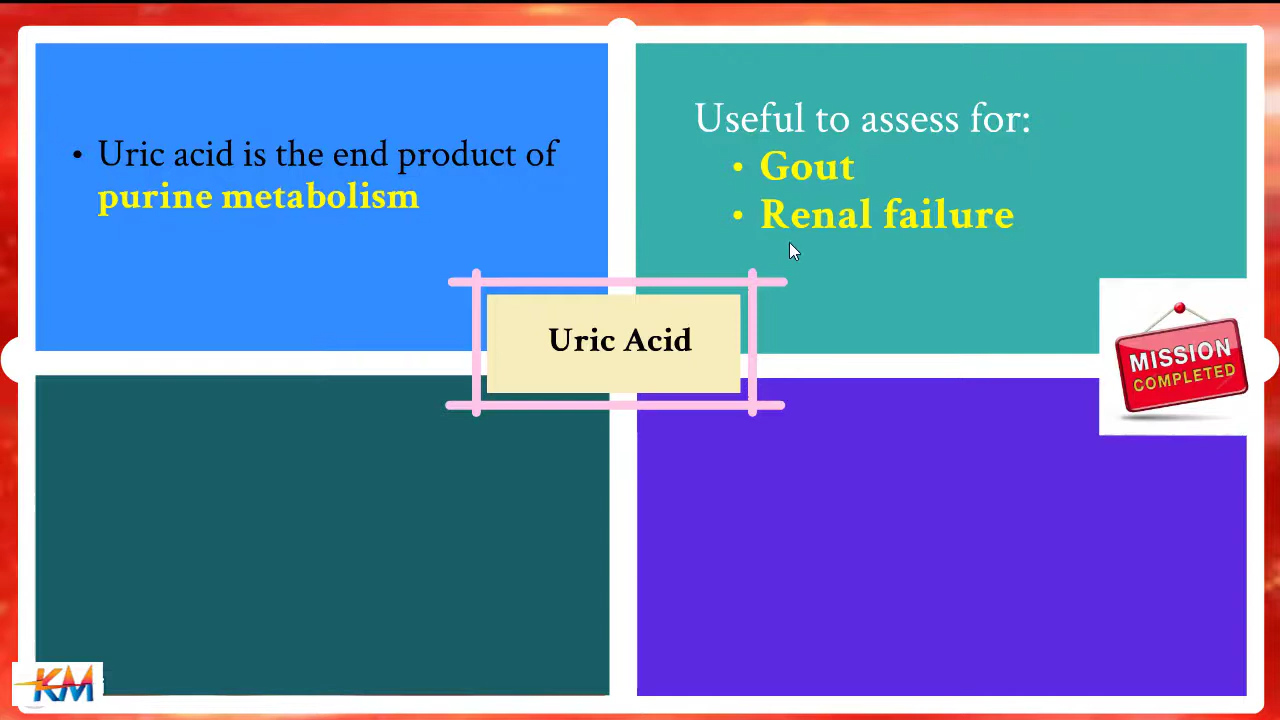 • Uric acid is the end product of
purine metabolism
Useful to assess for:
• Gout
• Renal failure
Uric Acid
MISSION
COMPLETED
KM